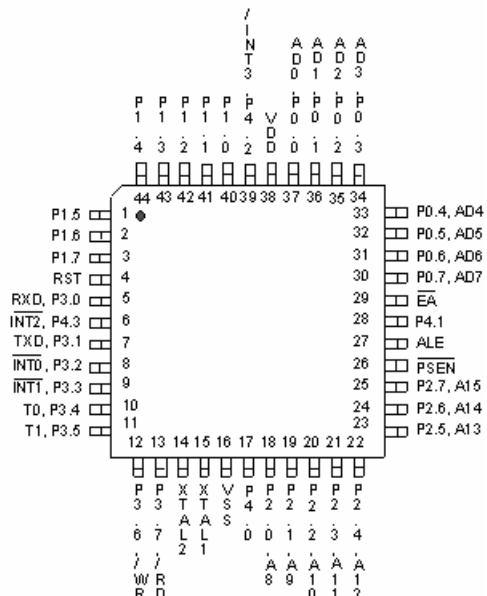 /INT3, P4.2
AD0, P0.0
AD1, P0.1
AD2, P0.2
AD3, P0.3
P1.4
P1.3
P1.2
P1.1
P1.0
VDD
44 43 42 41 40 39 38 37 36 35 34
P1.5 1
P1.6 2
P1.7 3
RST 4
RXD, P3.0 5
INT2, P4.3 6
TXD, P3.1 7
INT0, P3.2 8
INT1, P3.3 9
T0, P3.4 10
T1, P3.5 11
33 P0.4, AD4
32 P0.5, AD5
31 P0.6, AD6
30 P0.7, AD7
29 EA
28 P4.1
27 ALE
26 PSEN
25 P2.7, A15
24 P2.6, A14
23 P2.5, A13
12 13 14 15 16 17 18 19 20 21 22
P3.6, /WR
P3.7, /RD
XTAL2
XTAL1
VSS
P4.0
P2.0, A8
P2.1, A9
P2.2, A10
P2.3, A11
P2.4, A12